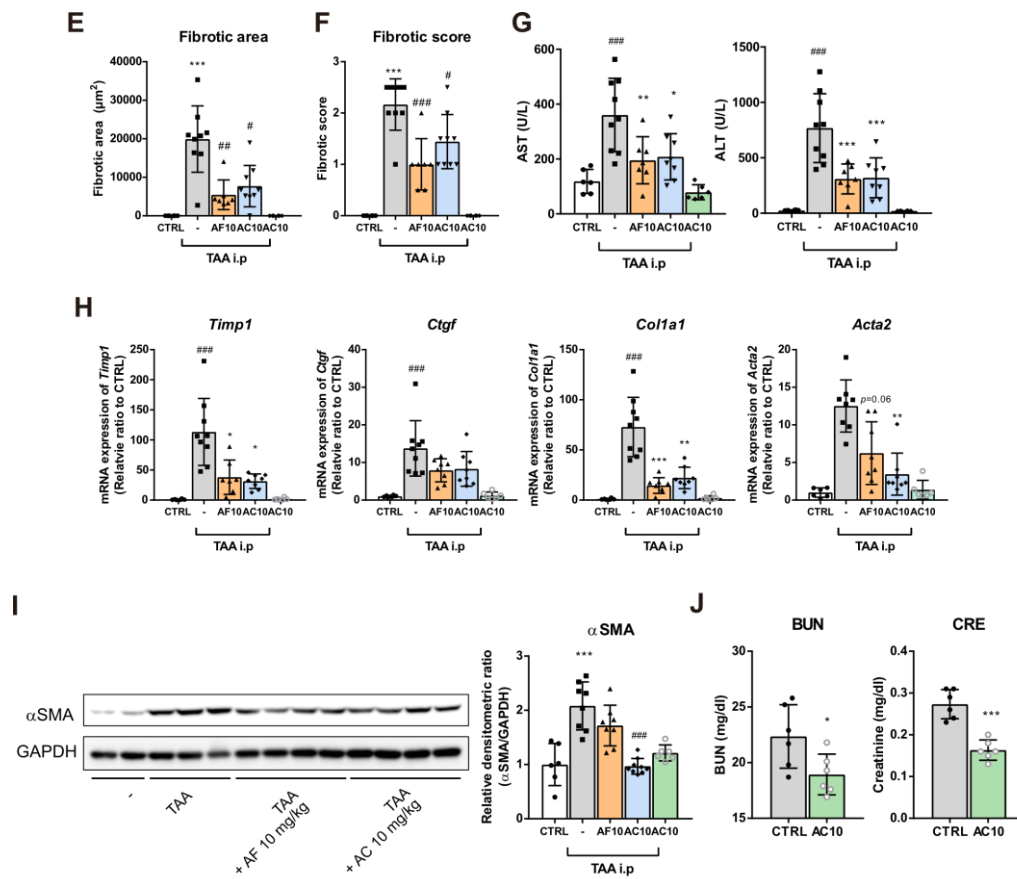 E
Fibrotic area
Fibrotic area (µm²)
40000
30000
20000
10000
0
***
##
#
CTRL - AF10 AC10 AC10
TAA i.p
F
Fibrotic score
Fibrotic score
3
2
1
0
***
###
#
CTRL - AF10 AC10 AC10
TAA i.p
G
AST (U/L)
600
400
200
0
###
**
*
CTRL - AF10 AC10 AC10
TAA i.p
ALT (U/L)
1500
1000
500
0
###
***
***
CTRL - AF10 AC10 AC10
TAA i.p
H
Timp1
mRNA expression of Timp1
(Relatvie ratio to CTRL)
250
200
150
100
50
0
###
*
*
CTRL - AF10 AC10 AC10
TAA i.p
Ctgf
mRNA expression of Ctgf
(Relatvie ratio to CTRL)
40
30
20
10
0
###
CTRL - AF10 AC10 AC10
TAA i.p
Col1a1
mRNA expression of Col1a1
(Relatvie ratio to CTRL)
150
100
50
0
###
***
**
CTRL - AF10 AC10 AC10
TAA i.p
Acta2
mRNA expression of Acta2
(Relatvie ratio to CTRL)
20
15
10
5
0
p=0.06
**
CTRL - AF10 AC10 AC10
TAA i.p
I
αSMA
GAPDH
-
TAA
TAA
+ AF 10 mg/kg
TAA
+ AC 10 mg/kg
αSMA
Relative densitometric ratio
(αSMA/GAPDH)
3
2
1
0
***
###
CTRL - AF10 AC10 AC10
TAA i.p
J
BUN
BUN (mg/dl)
30
25
20
15
*
CTRL AC10
CRE
Creatinine (mg/dl)
0.4
0.3
0.2
0.1
0.0
***
CTRL AC10